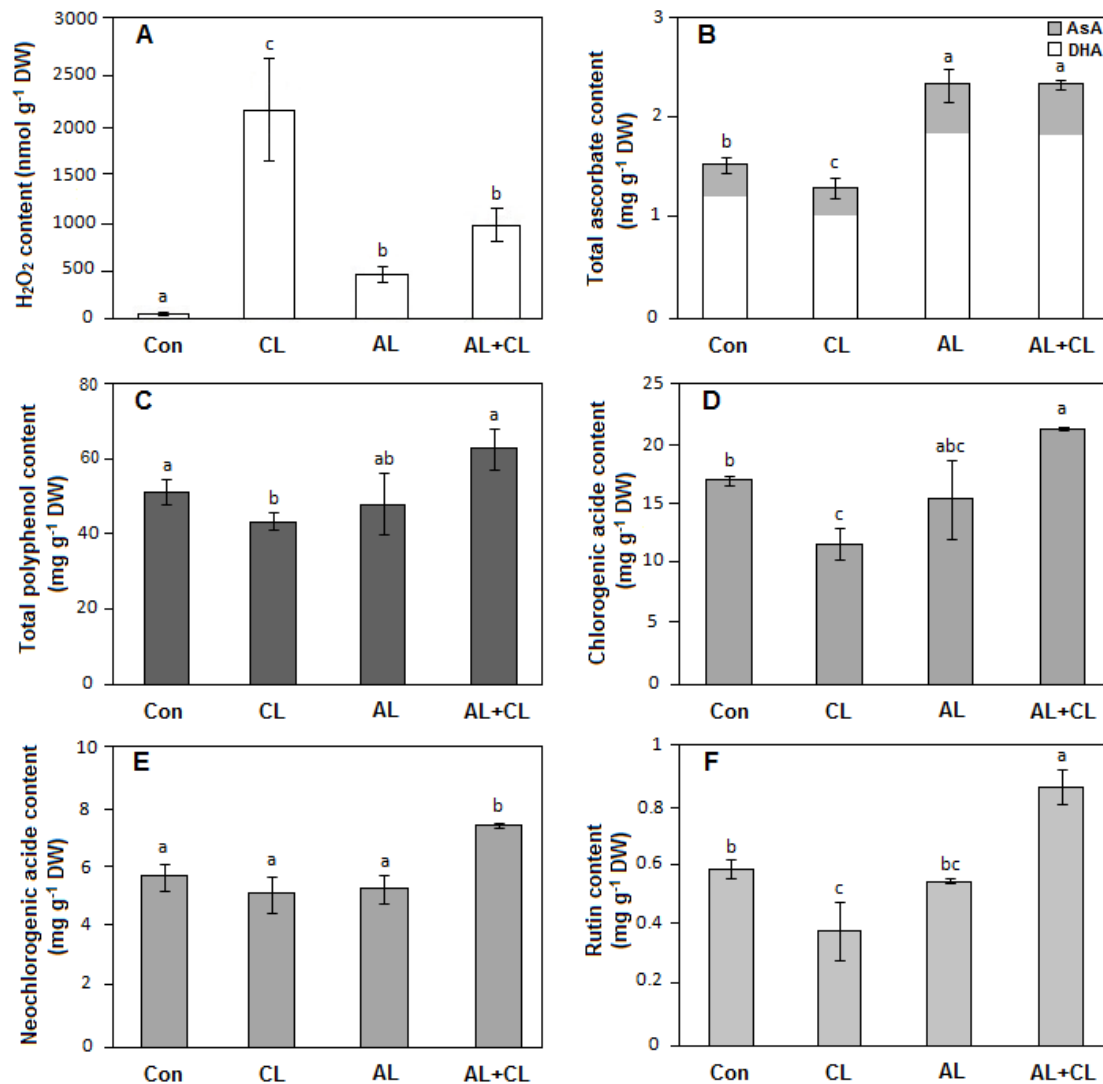 A
H₂O₂ content (nmol g⁻¹ DW)
3000
2500
2000
1500
1000
500
0
a
c
b
b
Con CL AL AL+CL
B
AsA
DHA
Total ascorbate content
(mg g⁻¹ DW)
3
2
1
0
b
c
a
a
Con CL AL AL+CL
C
Total polyphenol content
(mg g⁻¹ DW)
80
60
40
20
0
a
b
ab
a
Con CL AL AL+CL
D
Chlorogenic acide content
(mg g⁻¹ DW)
25
20
15
10
5
0
b
c
abc
a
Con CL AL AL+CL
E
Neochlorogenic acide content
(mg g⁻¹ DW)
10
8
6
4
2
0
a
a
a
b
Con CL AL AL+CL
F
Rutin content
(mg g⁻¹ DW)
1
0.8
0.6
0.4
0.2
0
b
c
bc
a
Con CL AL AL+CL